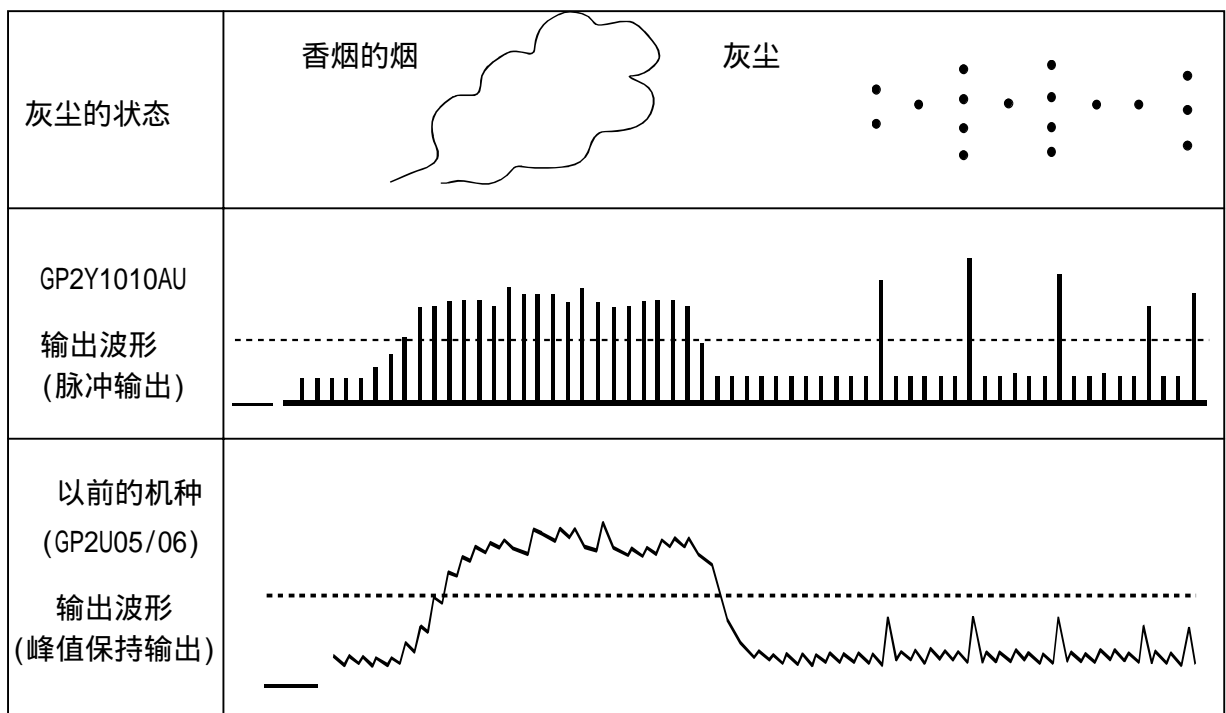 香烟的烟
灰尘
灰尘的状态
GP2Y1010AU
输出波形
(脉冲输出)
以前的机种
(GP2U05/06)
输出波形
(峰值保持输出)